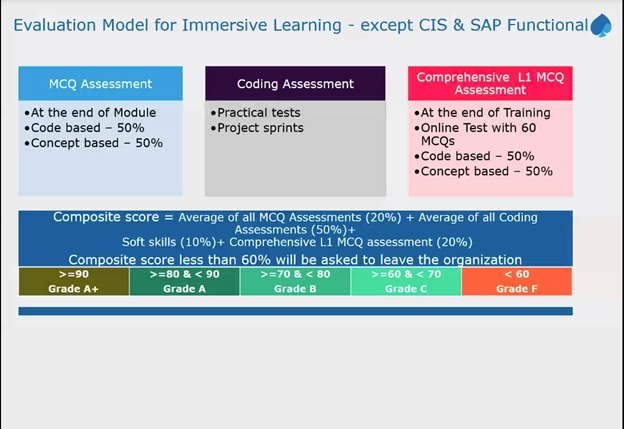 Evaluation Model for Immersive Learning - except CIS & SAP Functional
MCQ Assessment
•At the end of Module
•Code based – 50%
•Concept based – 50%
Coding Assessment
•Practical tests
•Project sprints
Comprehensive L1 MCQ
Assessment
•At the end of Training
•Online Test with 60
MCQs
•Code based – 50%
•Concept based – 50%
Composite score = Average of all MCQ Assessments (20%) + Average of all Coding
Assessments (50%)+
Soft skills (10%)+ Comprehensive L1 MCQ assessment (20%)
Composite score less than 60% will be asked to leave the organization
>=90
Grade A+
>=80 & < 90
Grade A
>=70 & < 80
Grade B
>=60 & < 70
Grade C
< 60
Grade F